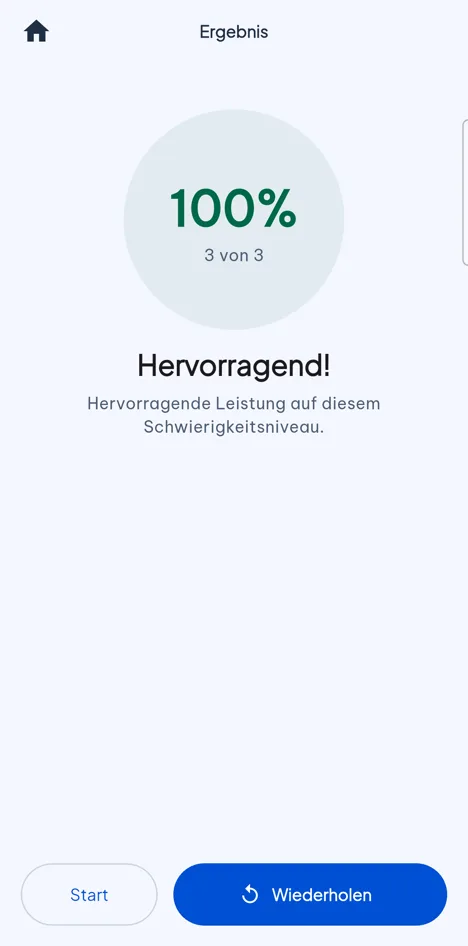 Ergebnis
100%
3 von 3
Hervorragend!
Hervorragende Leistung auf diesem
Schwierigkeitsniveau.
Start
Wiederholen